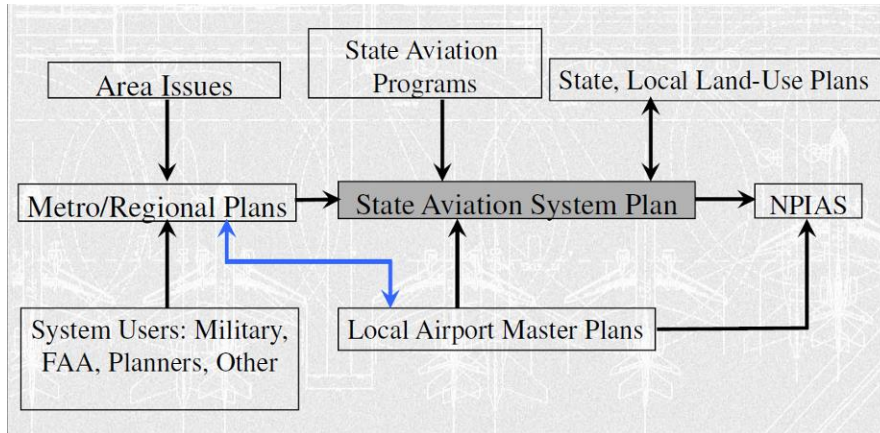 Area Issues
State Aviation
Programs
State, Local Land-Use Plans
Metro/Regional Plans
State Aviation System Plan
NPIAS
System Users: Military,
FAA, Planners, Other
Local Airport Master Plans